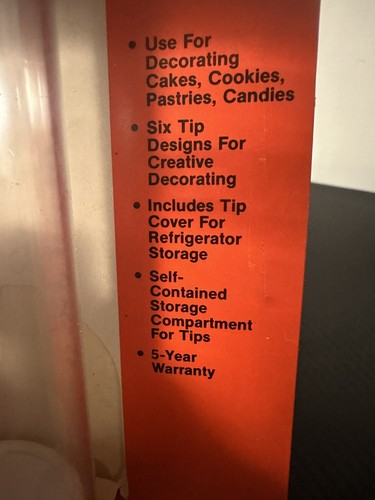 • Use For
Decorating
Cakes, Cookies,
Pastries, Candies
• Six Tip
Designs For
Creative
Decorating
• Includes Tip
Cover For
Refrigerator
Storage
• Self-
Contained
Storage
Compartment
For Tips
• 5-Year
Warranty